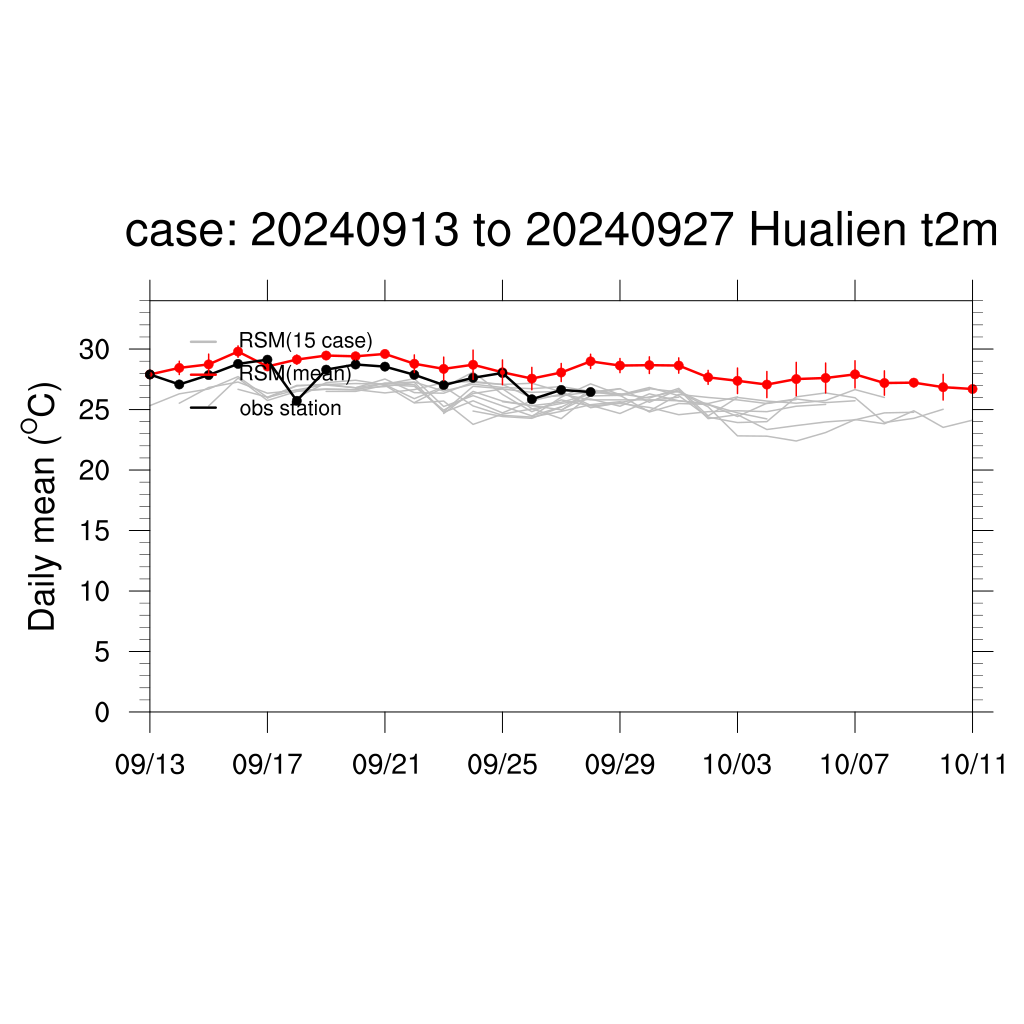 case: 20240913 to 20240927 Hualien t2m
Daily mean (°C)
30
25
20
15
10
5
0
RSM(15 case)
RSM(mean)
obs station
09/13 09/17 09/21 09/25 09/29 10/03 10/07 10/11